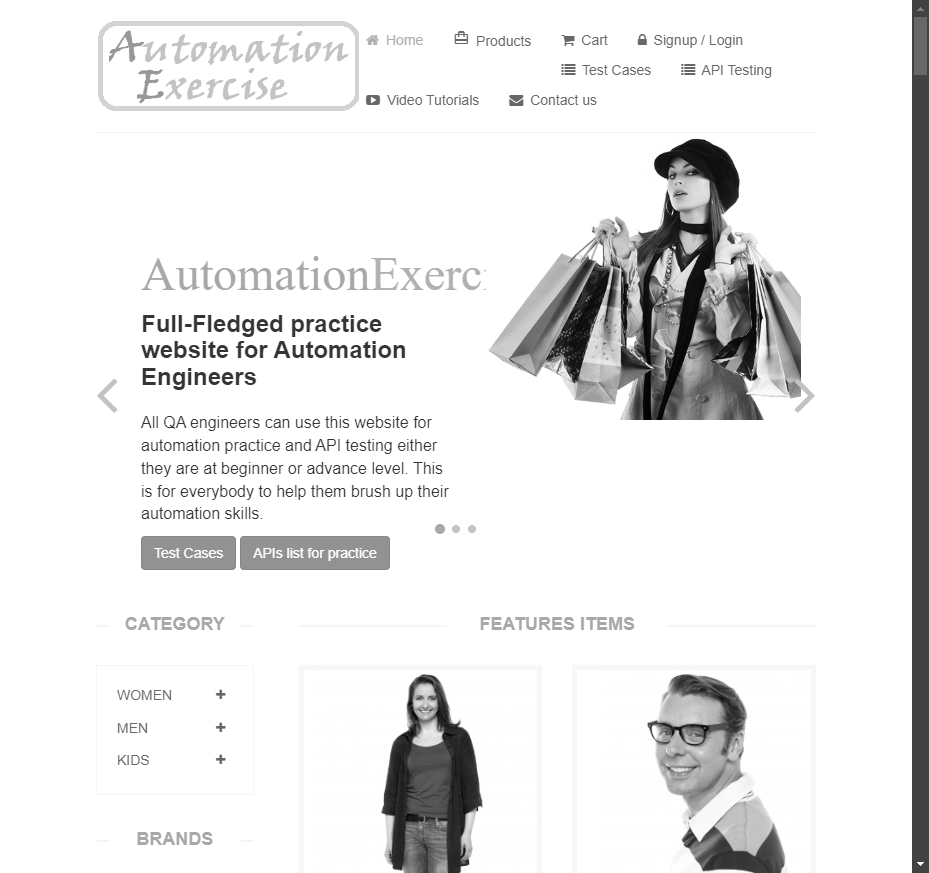 Automation
Exercise
Home
Products
Cart
Signup / Login
Test Cases
API Testing
Video Tutorials
Contact us
AutomationExerc
Full-Fledged practice
website for Automation
Engineers
All QA engineers can use this website for
automation practice and API testing either
they are at beginner or advance level. This
is for everybody to help them brush up their
automation skills.
Test Cases
APIs list for practice
CATEGORY
WOMEN
MEN
KIDS
BRANDS
FEATURES ITEMS